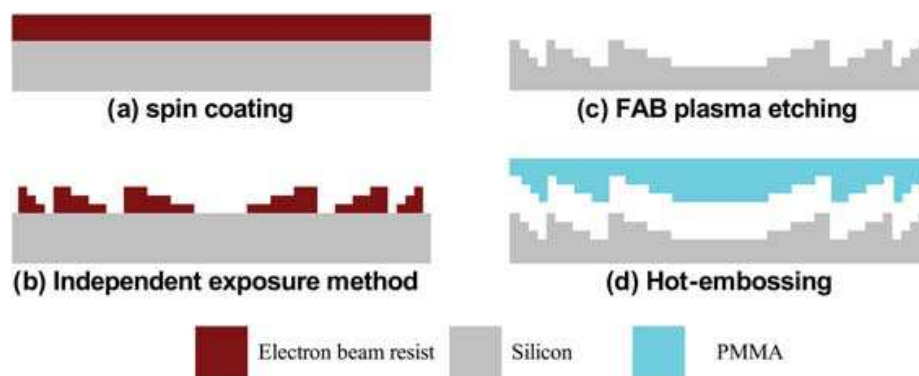 (a) spin coating
(b) Independent exposure method
(c) FAB plasma etching
(d) Hot-embossing
Electron beam resist
Silicon
PMMA